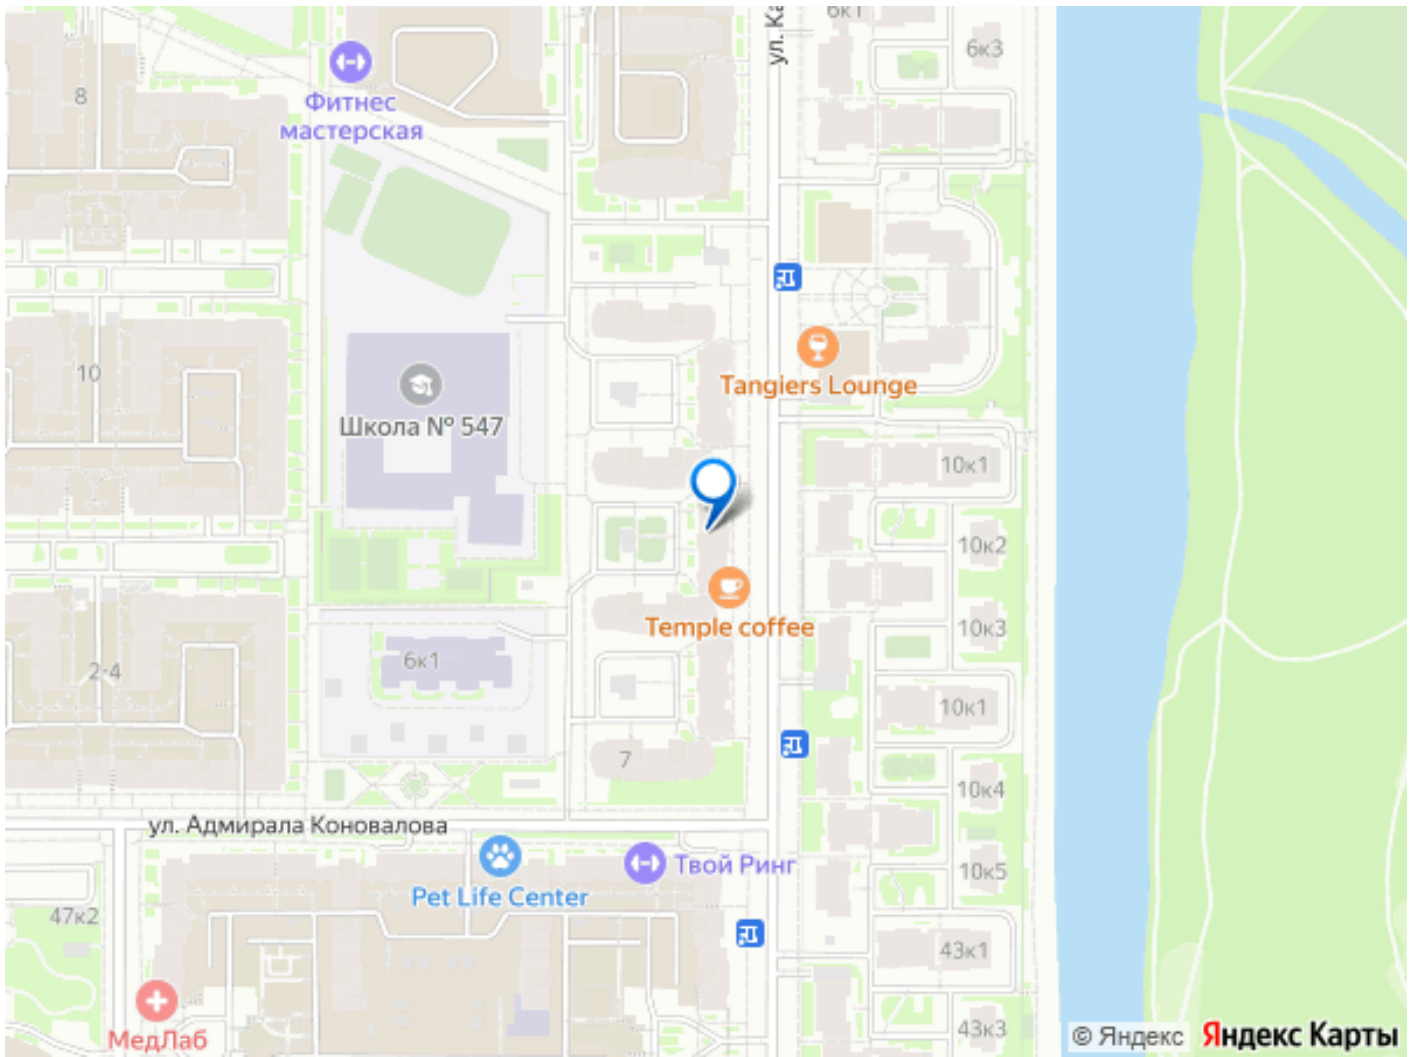 6к1
ул. Ка
6к3
8
Фитнес
мастерская
10
Tangiers Lounge
Школа № 547
10к1
10к2
Temple coffee
10к3
6к1
2-4
10к1
7
10к4
ул. Адмирала Коновалова
Твой Ринг
Pet Life Center
10к5
47к2
43к1
МедЛаб
43к3
© Яндекс
Яндекс Карты